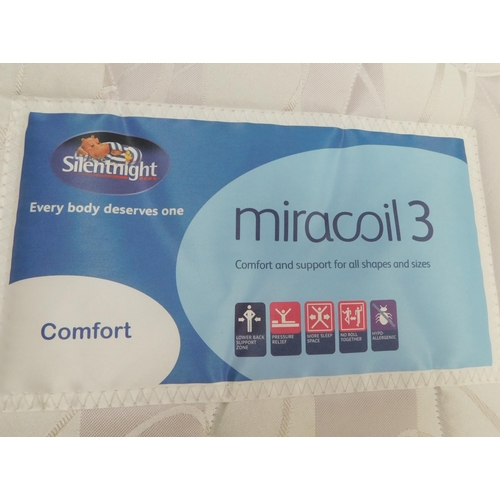 Silentnight
Every body deserves one
miracoil 3
Comfort and support for all shapes and sizes
Comfort
LOWER BACK
SUPPORT
ZONE
PRESSURE
RELIEF
MORE SLEEP
SPACE
NO ROLL
TOGETHER
HYPO
ALLERGENIC